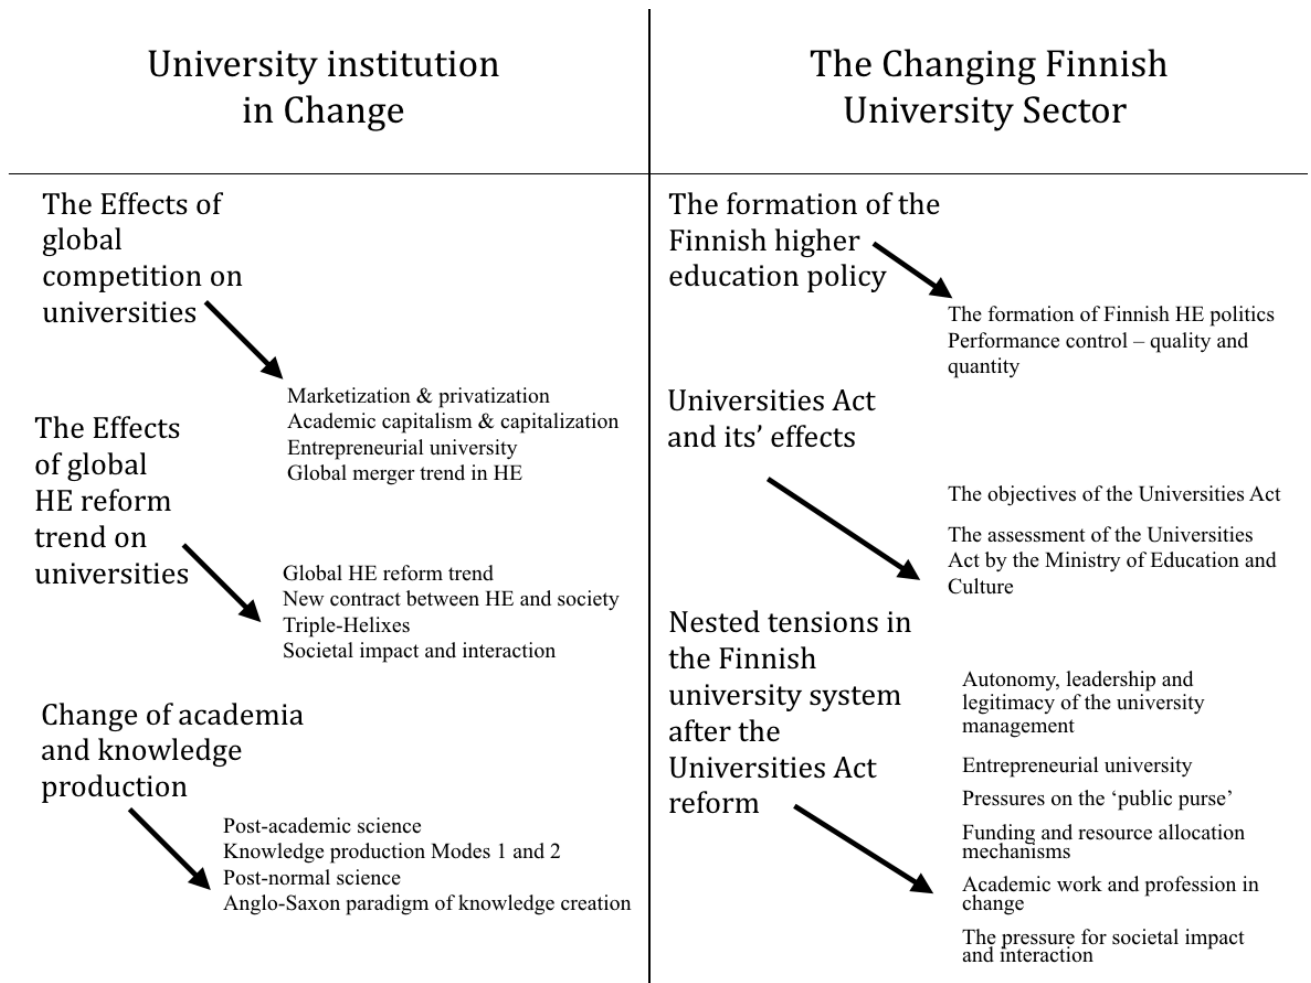 University institution
in Change
The Effects of
global
competition on
universities
Marketization & privatization
Academic capitalism & capitalization
Entrepreneurial university
Global merger trend in HE
The Effects
of global
HE reform
trend on
universities
Global HE reform trend
New contract between HE and society
Triple-Helixes
Societal impact and interaction
Change of academia
and knowledge
production
Post-academic science
Knowledge production Modes 1 and 2
Post-normal science
Anglo-Saxon paradigm of knowledge creation
The Changing Finnish
University Sector
The formation of the
Finnish higher
education policy
The formation of Finnish HE politics
Performance control – quality and
quantity
Universities Act
and its’ effects
The objectives of the Universities Act
The assessment of the Universities
Act by the Ministry of Education and
Culture
Nested tensions in
the Finnish
university system
after the
Universities Act
reform
Autonomy, leadership and
legitimacy of the university
management
Entrepreneurial university
Pressures on the ‘public purse’
Funding and resource allocation
mechanisms
Academic work and profession in
change
The pressure for societal impact
and interaction